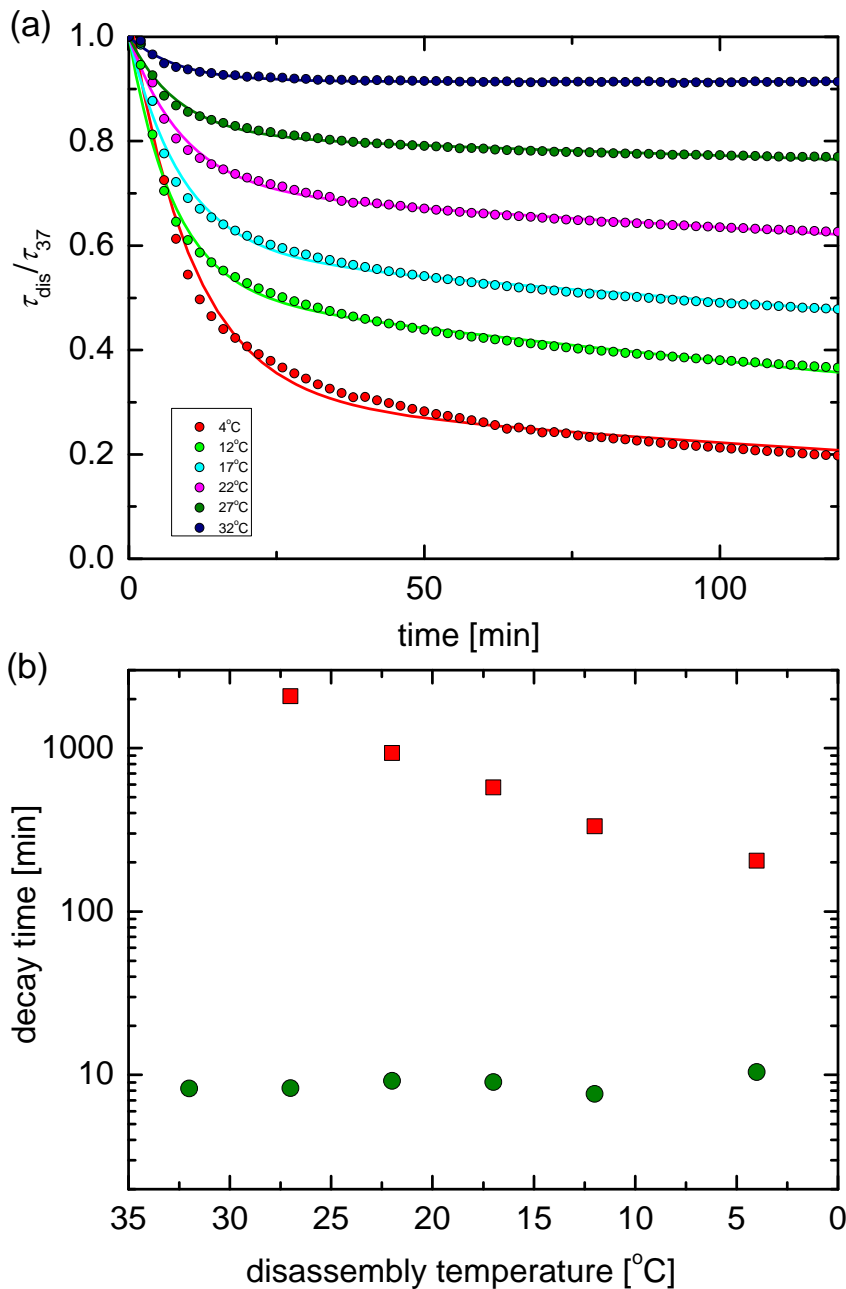 (a)
1.0
0.8
0.6
0.4
0.2
0.0
τdis/τ37
4°C
12°C
17°C
22°C
27°C
32°C
0 50 100
time [min]
(b)
1000
100
10
decay time [min]
35 30 25 20 15 10 5 0
disassembly temperature [°C]